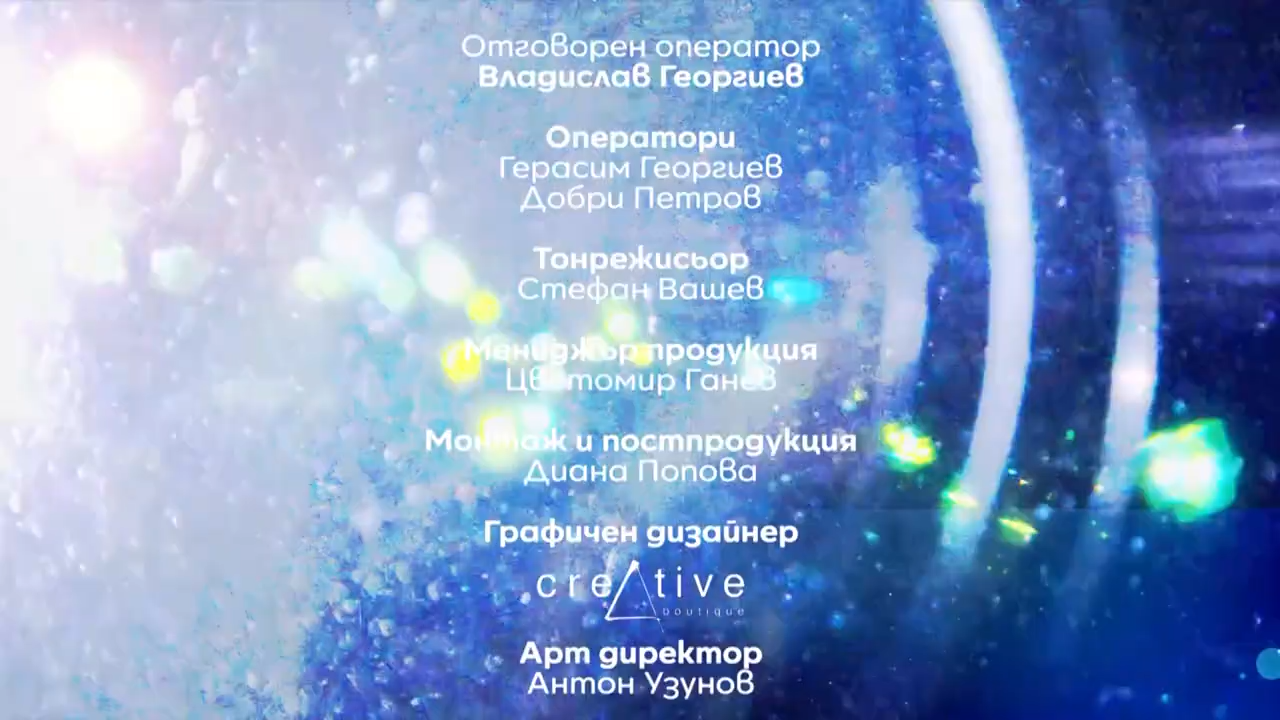 Отговорен оператор
Владислав Георгиев
Оператори
Герасим Георгиев
Добри Петров
Тонрежисьор
Стефан Вашев
Мениджър продукция
Цветомир Ганев
Монтаж и постпродукция
Диана Попова
Графичен дизайнер
creAtive
boutique
Арт директор
Антон Узунов